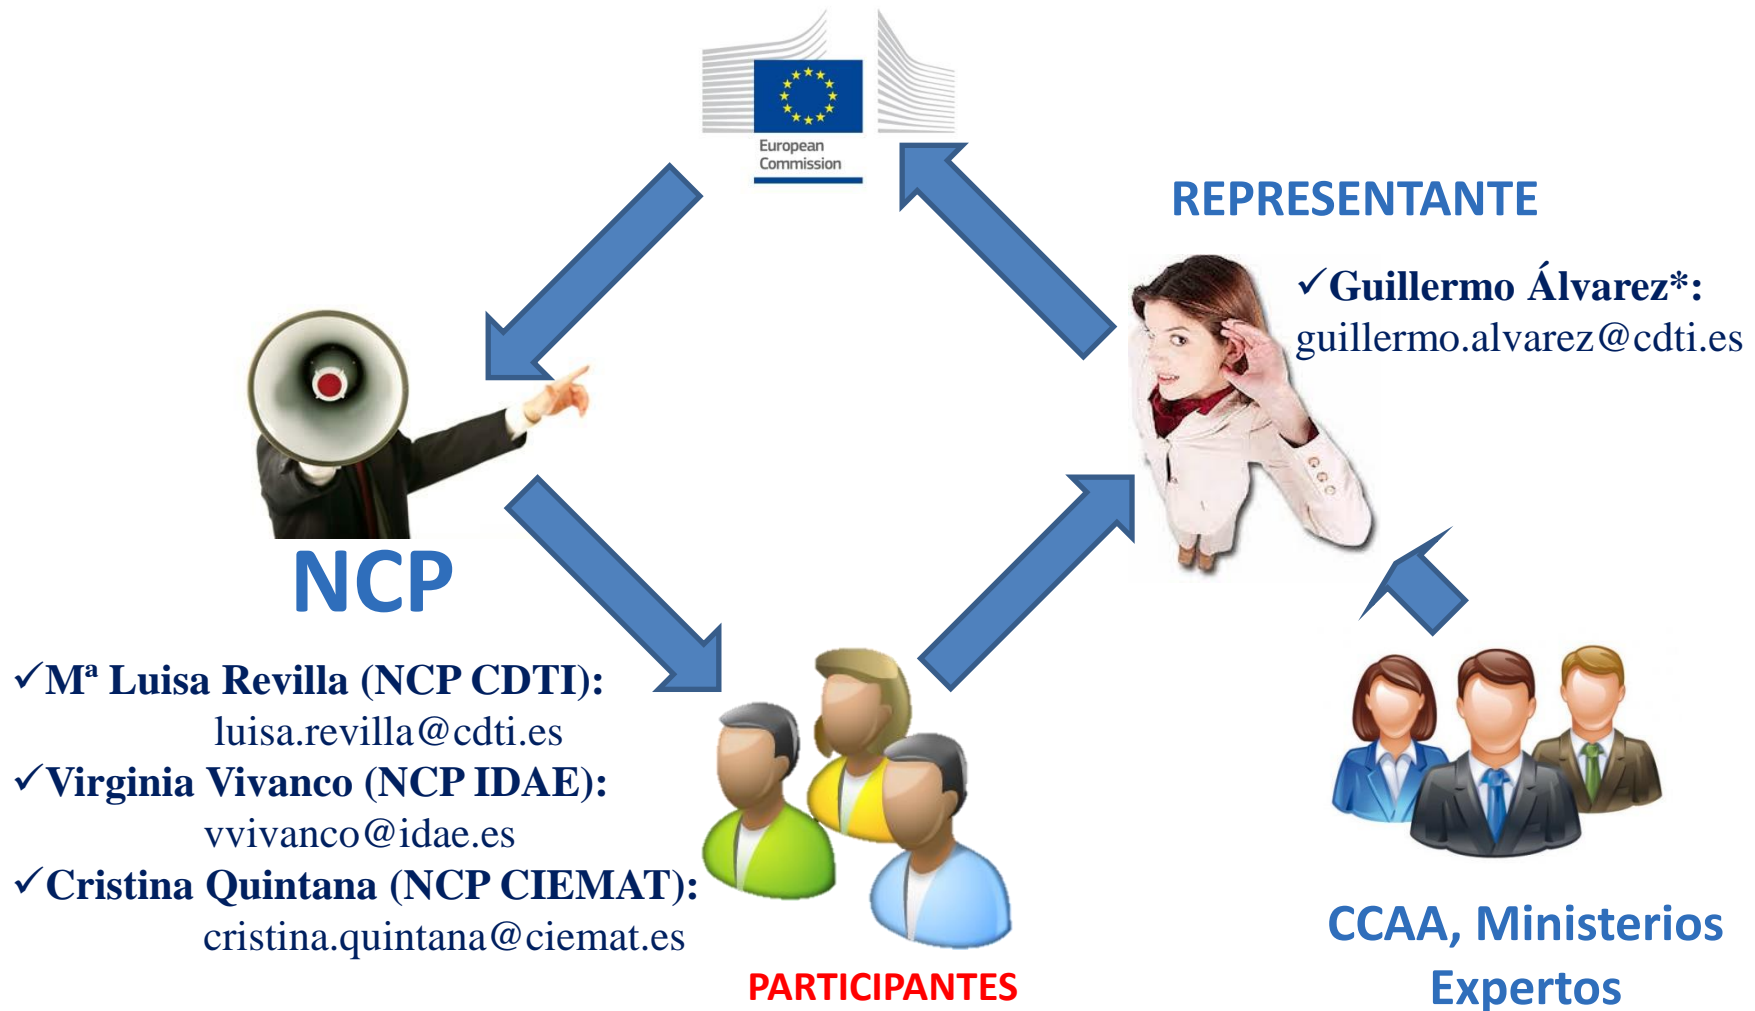 European
Commission
REPRESENTANTE
✓Guillermo Álvarez*:
guillermo.alvarez@cdti.es
NCP
✓Mª Luisa Revilla (NCP CDTI):
luisa.revilla@cdti.es
✓Virginia Vivanco (NCP IDAE):
vvivanco@idae.es
✓Cristina Quintana (NCP CIEMAT):
cristina.quintana@ciemat.es
PARTICIPANTES
CCAA, Ministerios
Expertos